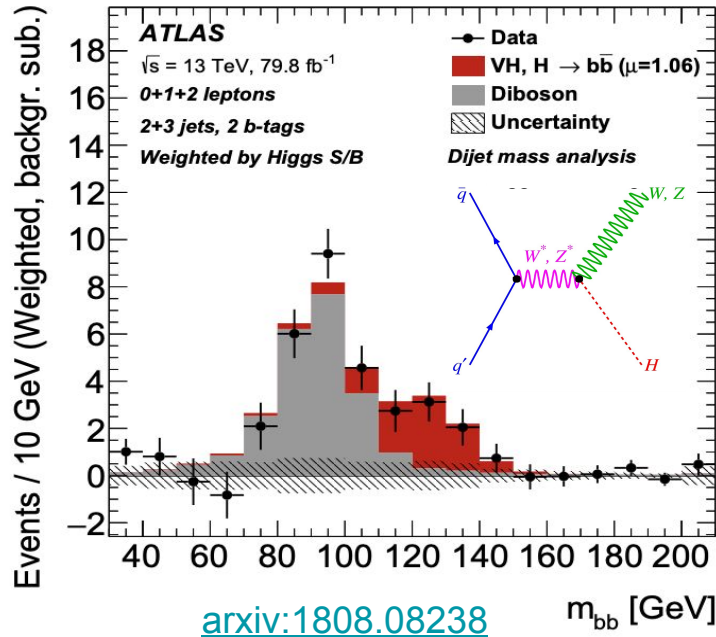 ATLAS
√s = 13 TeV, 79.8 fb⁻¹
0+1+2 leptons
2+3 jets, 2 b-tags
Weighted by Higgs S/B
Data
VH, H → bb̄ (μ=1.06)
Diboson
Uncertainty
Dijet mass analysis
q̄
W, Z
W*, Z*
q′
H
Events / 10 GeV (Weighted, backgr. sub.)
18
16
14
12
10
8
6
4
2
0
−2
40 60 80 100 120 140 160 180 200
m_bb [GeV]
arxiv:1808.08238